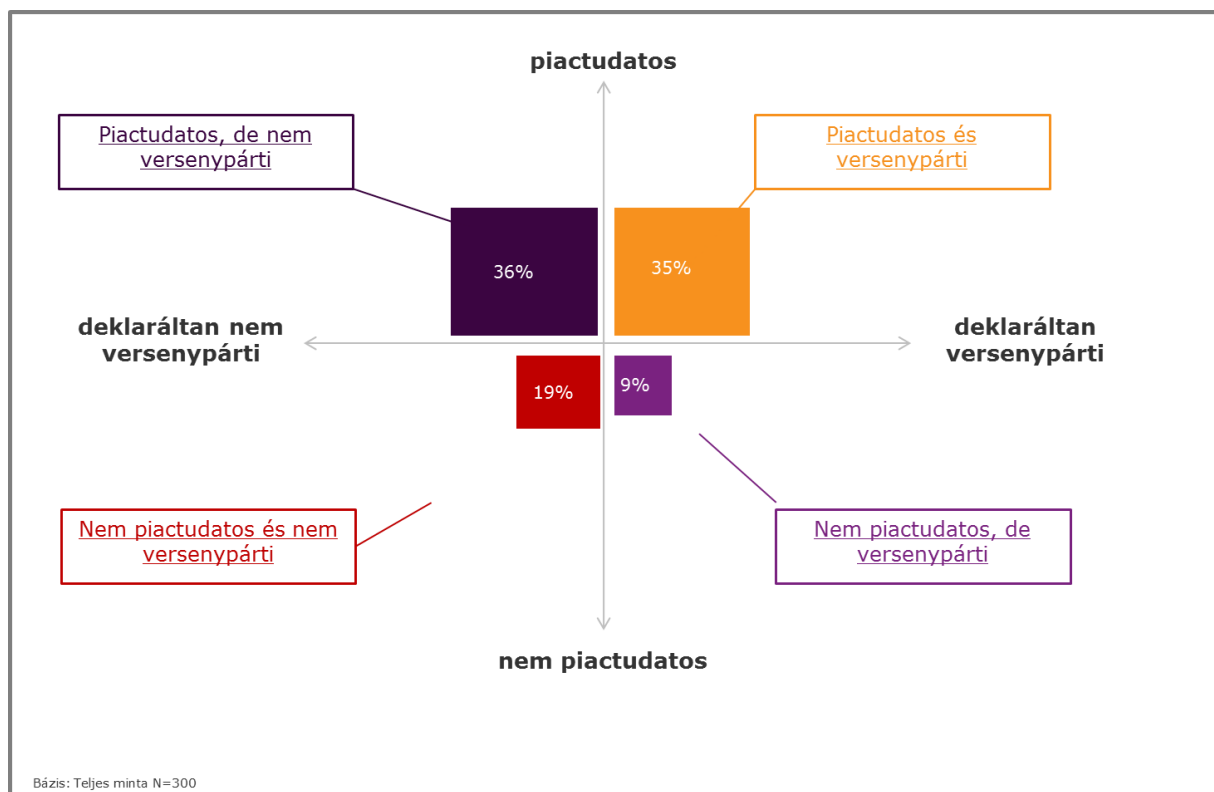 piactudatos
Piactudatos, de nem
versenypárti
Piactudatos és
versenypárti
36%
35%
deklaráltan nem
versenypárti
deklaráltan
versenypárti
19%
9%
Nem piactudatos és nem
versenypárti
Nem piactudatos, de
versenypárti
nem piactudatos
Bázis: Teljes minta N=300